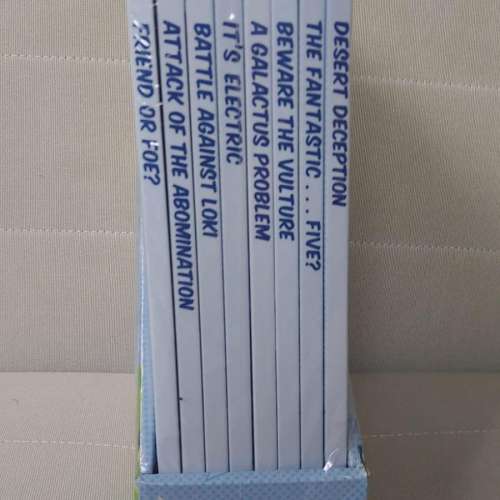 FRIEND OR FOE?
ATTACK OF THE ABOMINATION
BATTLE AGAINST LOKI
IT'S ELECTRIC
A GALACTUS PROBLEM
BEWARE THE VULTURE
THE FANTASTIC... FIVE?
DESERT DECEPTION